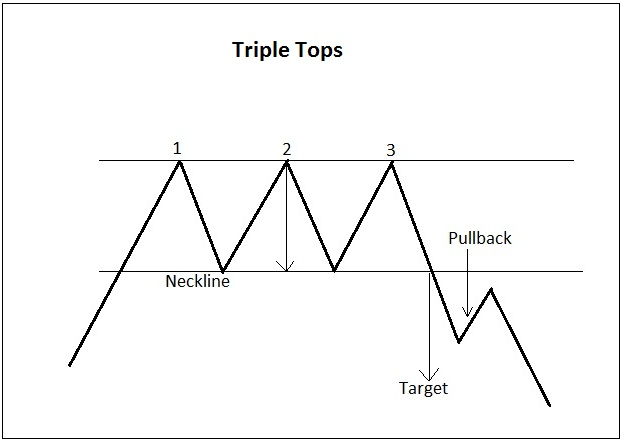 Triple Tops
1
2
3
Pullback
Neckline
Target